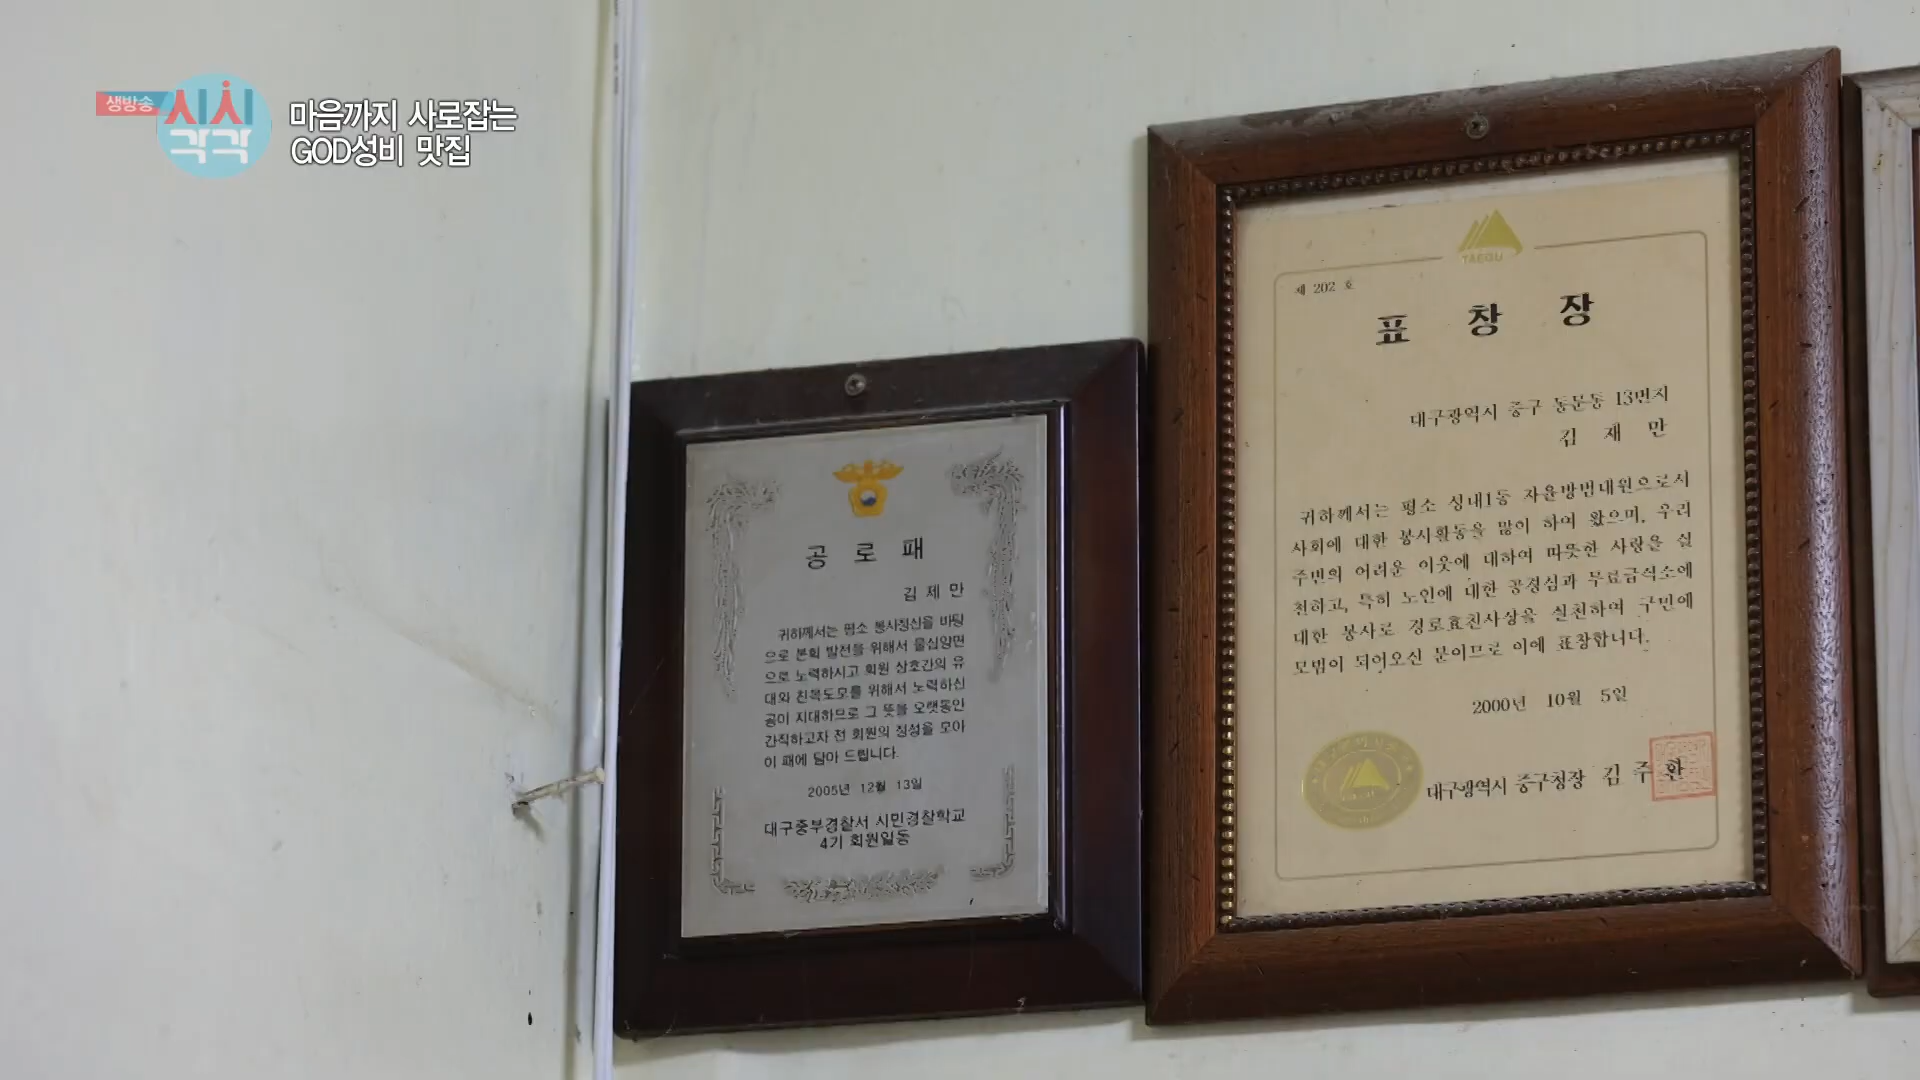 생방송
시시각각
마음까지 사로잡는
GOD성비 맛집
공로패
김제만
귀하께서는 평소 봉사정신을 바탕
으로 본회 발전을 위해서 물심양면
으로 노력하시고 회원 상호간의 유
대와 친목도모를 위해서 노력하신
공이 지대하므로 그 뜻을 오랫동안
간직하고자 전 회원의 정성을 모아
이 패에 담아 드립니다.
2005년 12월 13일
대구중부경찰서 시민경찰학교
4기 회원일동
TAEGU
제 202 호
표창장
대구광역시 중구 동문동 13번지
김재만
귀하께서는 평소 성내1동 자율방범대원으로서
사회에 대한 봉사활동을 많이 하여 왔으며, 우리
주변의 어려운 이웃에 대하여 따뜻한 사랑을 실
천하고, 특히 노인에 대한 공경심과 무료급식소에
대한 봉사로 경로효친사상을 실천하여 구민에
모범이 되어오신 분이므로 이에 표창합니다.
2000년 10월 5일
대구광역시 중구청장 김주환